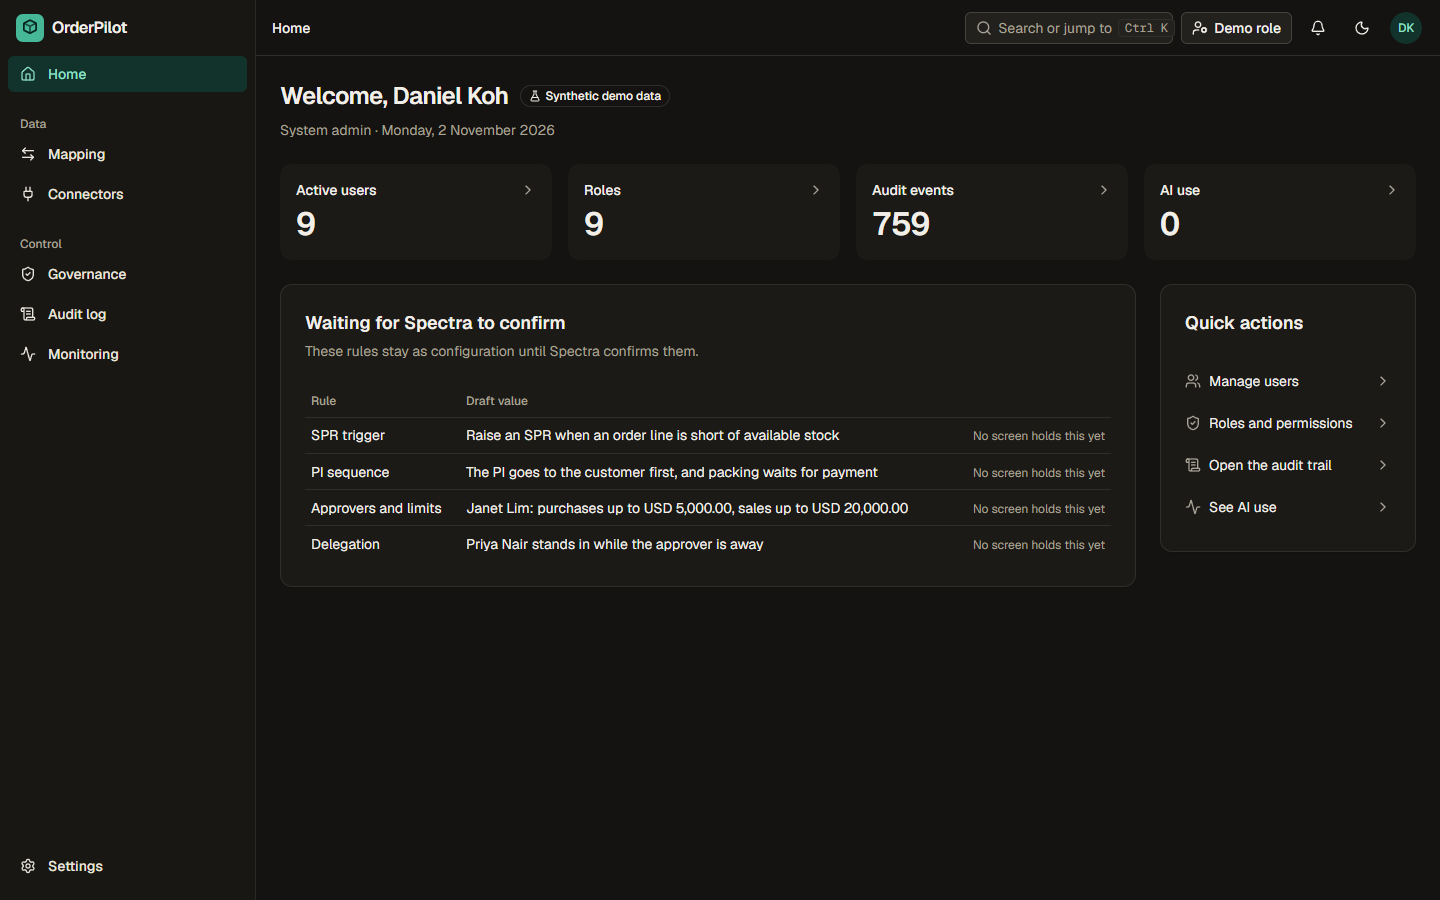 OrderPilot
Home
Search or jump to Ctrl K
Demo role
DK
Home
Data
Mapping
Connectors
Control
Governance
Audit log
Monitoring
Settings
Welcome, Daniel Koh
Synthetic demo data
System admin · Monday, 2 November 2026
Active users
9
Roles
9
Audit events
759
AI use
0
Waiting for Spectra to confirm
These rules stay as configuration until Spectra confirms them.
Rule Draft value
SPR trigger Raise an SPR when an order line is short of available stock No screen holds this yet
PI sequence The PI goes to the customer first, and packing waits for payment No screen holds this yet
Approvers and limits Janet Lim: purchases up to USD 5,000.00, sales up to USD 20,000.00 No screen holds this yet
Delegation Priya Nair stands in while the approver is away No screen holds this yet
Quick actions
Manage users
Roles and permissions
Open the audit trail
See AI use